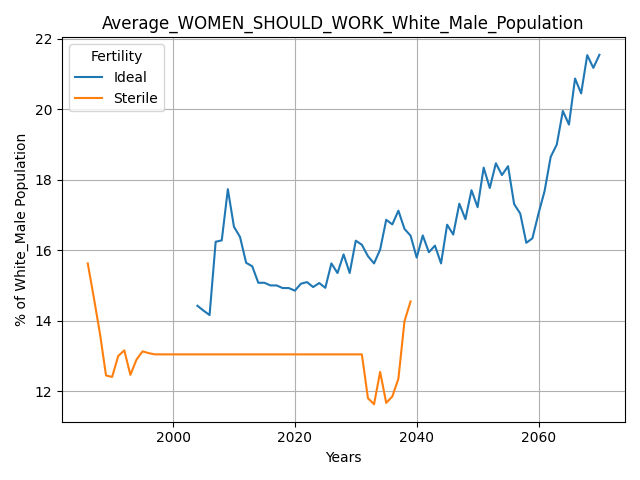 Average_WOMEN_SHOULD_WORK_White_Male_Population
Fertility
Ideal
Sterile
% of White_Male Population
22
20
18
16
14
12
2000 2020 2040 2060
Years